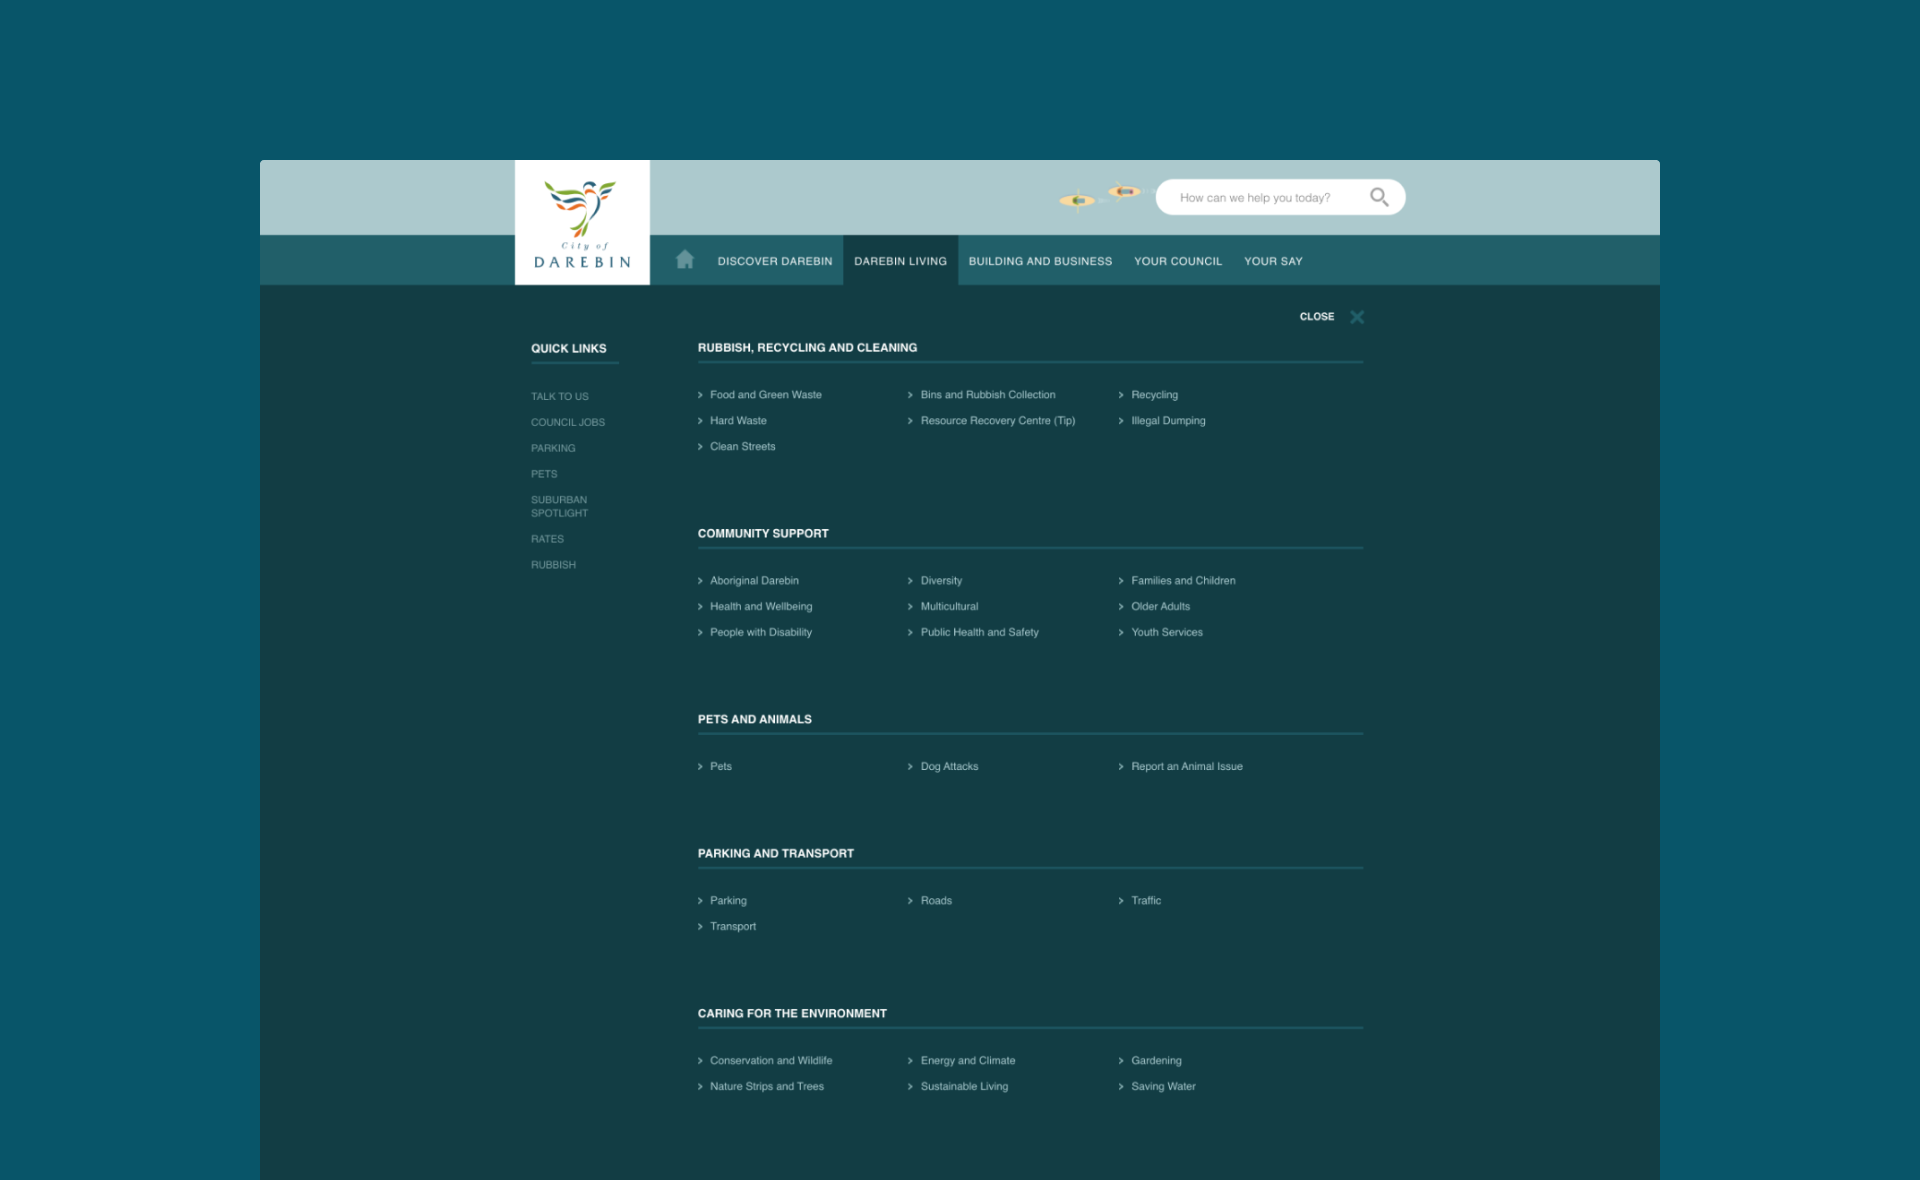 City of
DAREBIN
How can we help you today?
DISCOVER DAREBIN
DAREBIN LIVING
BUILDING AND BUSINESS
YOUR COUNCIL
YOUR SAY
CLOSE
QUICK LINKS
TALK TO US
COUNCIL JOBS
PARKING
PETS
SUBURBAN
SPOTLIGHT
RATES
RUBBISH
RUBBISH, RECYCLING AND CLEANING
Food and Green Waste
Bins and Rubbish Collection
Recycling
Hard Waste
Resource Recovery Centre (Tip)
Illegal Dumping
Clean Streets
COMMUNITY SUPPORT
Aboriginal Darebin
Diversity
Families and Children
Health and Wellbeing
Multicultural
Older Adults
People with Disability
Public Health and Safety
Youth Services
PETS AND ANIMALS
Pets
Dog Attacks
Report an Animal Issue
PARKING AND TRANSPORT
Parking
Roads
Traffic
Transport
CARING FOR THE ENVIRONMENT
Conservation and Wildlife
Energy and Climate
Gardening
Nature Strips and Trees
Sustainable Living
Saving Water